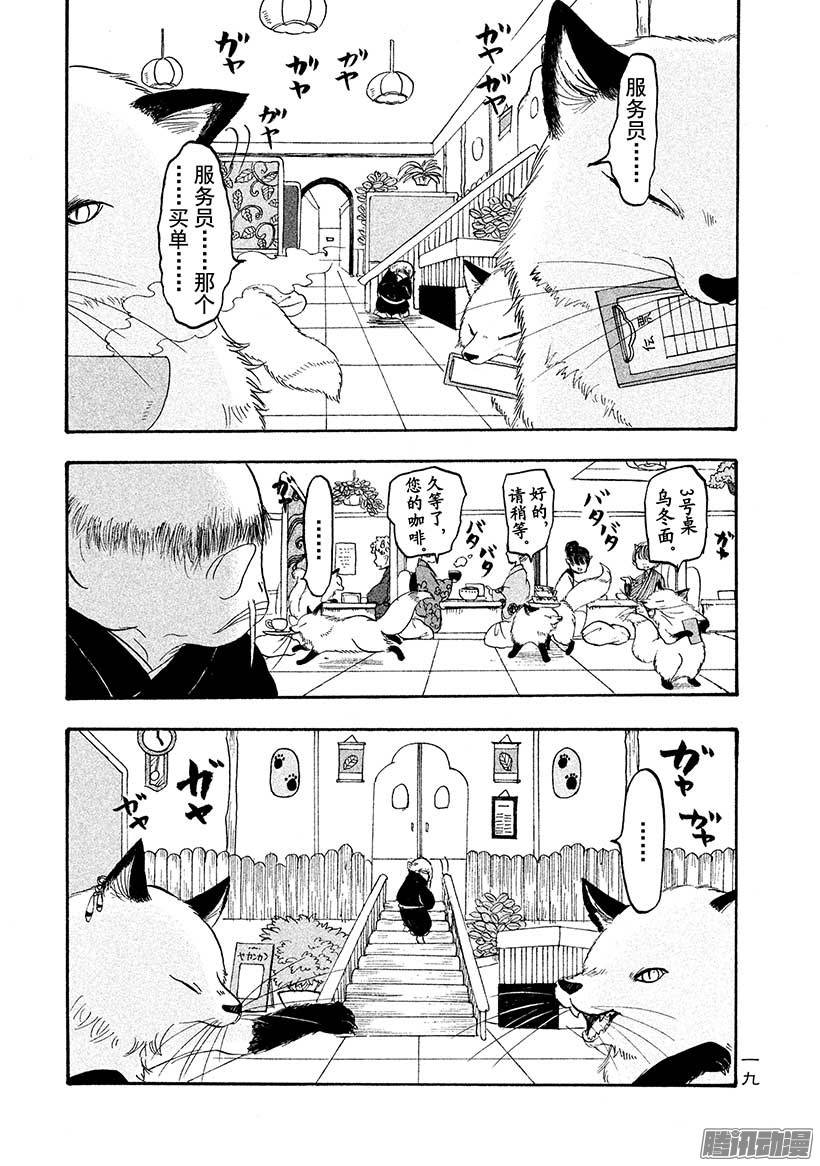 服务员……
服务员……那个
……买单……
ガヤ
ガヤ
ガヤ
ガヤ
ガヤ
ガヤ
3号桌
乌冬面。
好的，
请稍等。
久等了，
您的咖啡。
……
ガヤ
バタ
バタ
バタ
バタ
ガヤ
……
ガヤ
ガヤ
ガヤ
ガヤ
ガヤ
一九
腾讯动漫